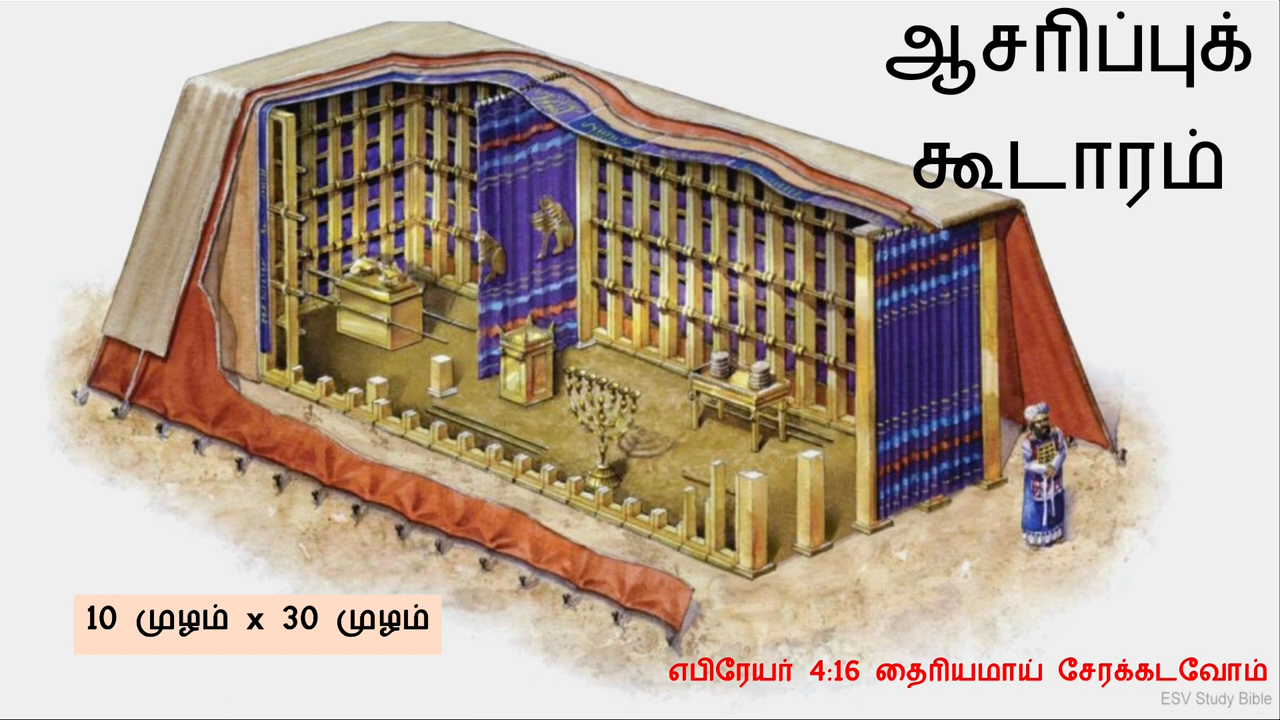 ஆசரிப்புக்
கூடாரம்
10 முழம் x 30 முழம்
எபிரேயர் 4:16 தைரியமாய் சேரக்கடவோம்
ESV Study Bible